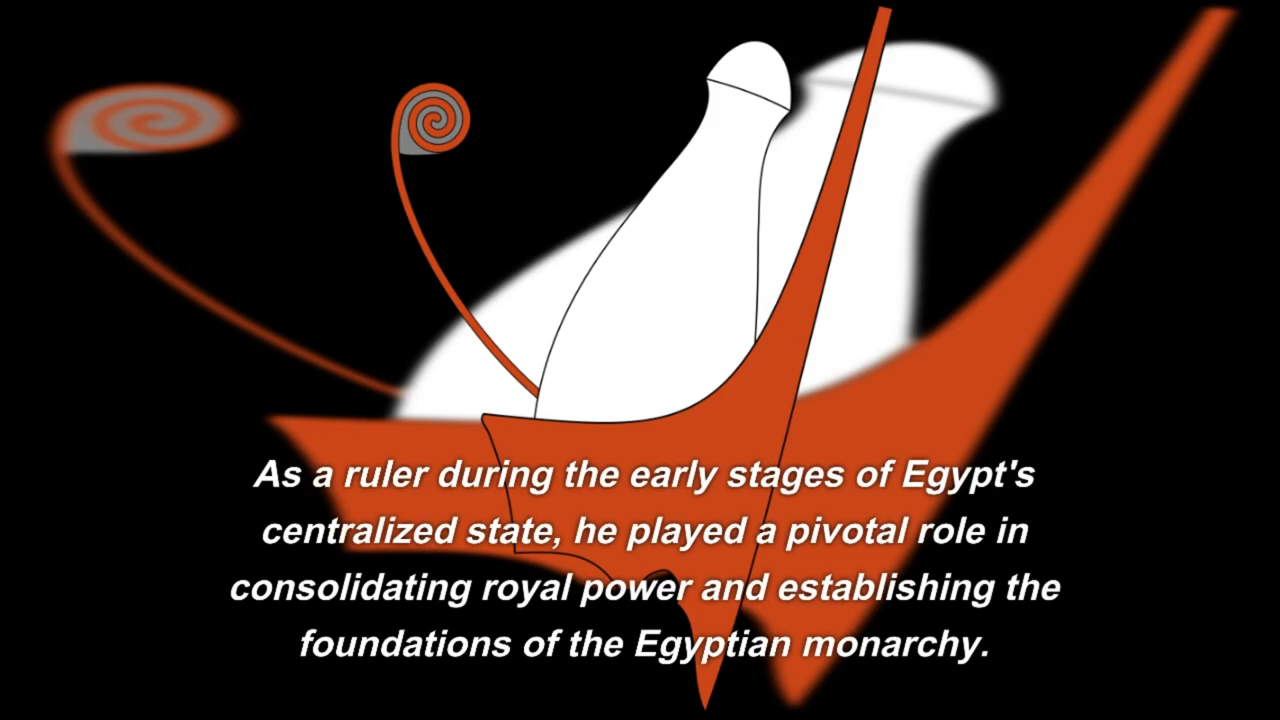 As a ruler during the early stages of Egypt's
centralized state, he played a pivotal role in
consolidating royal power and establishing the
foundations of the Egyptian monarchy.